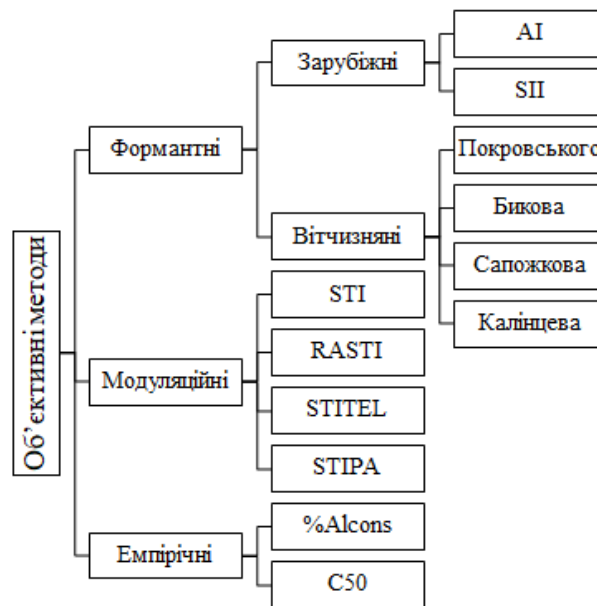 Об’єктивні методи
Формантні
Зарубіжні
AI
SII
Вітчизняні
Покровського
Бикова
Сапожкова
Калінцева
Модуляційні
STI
RASTI
STITEL
STIPA
Емпірічні
%Alcons
C50